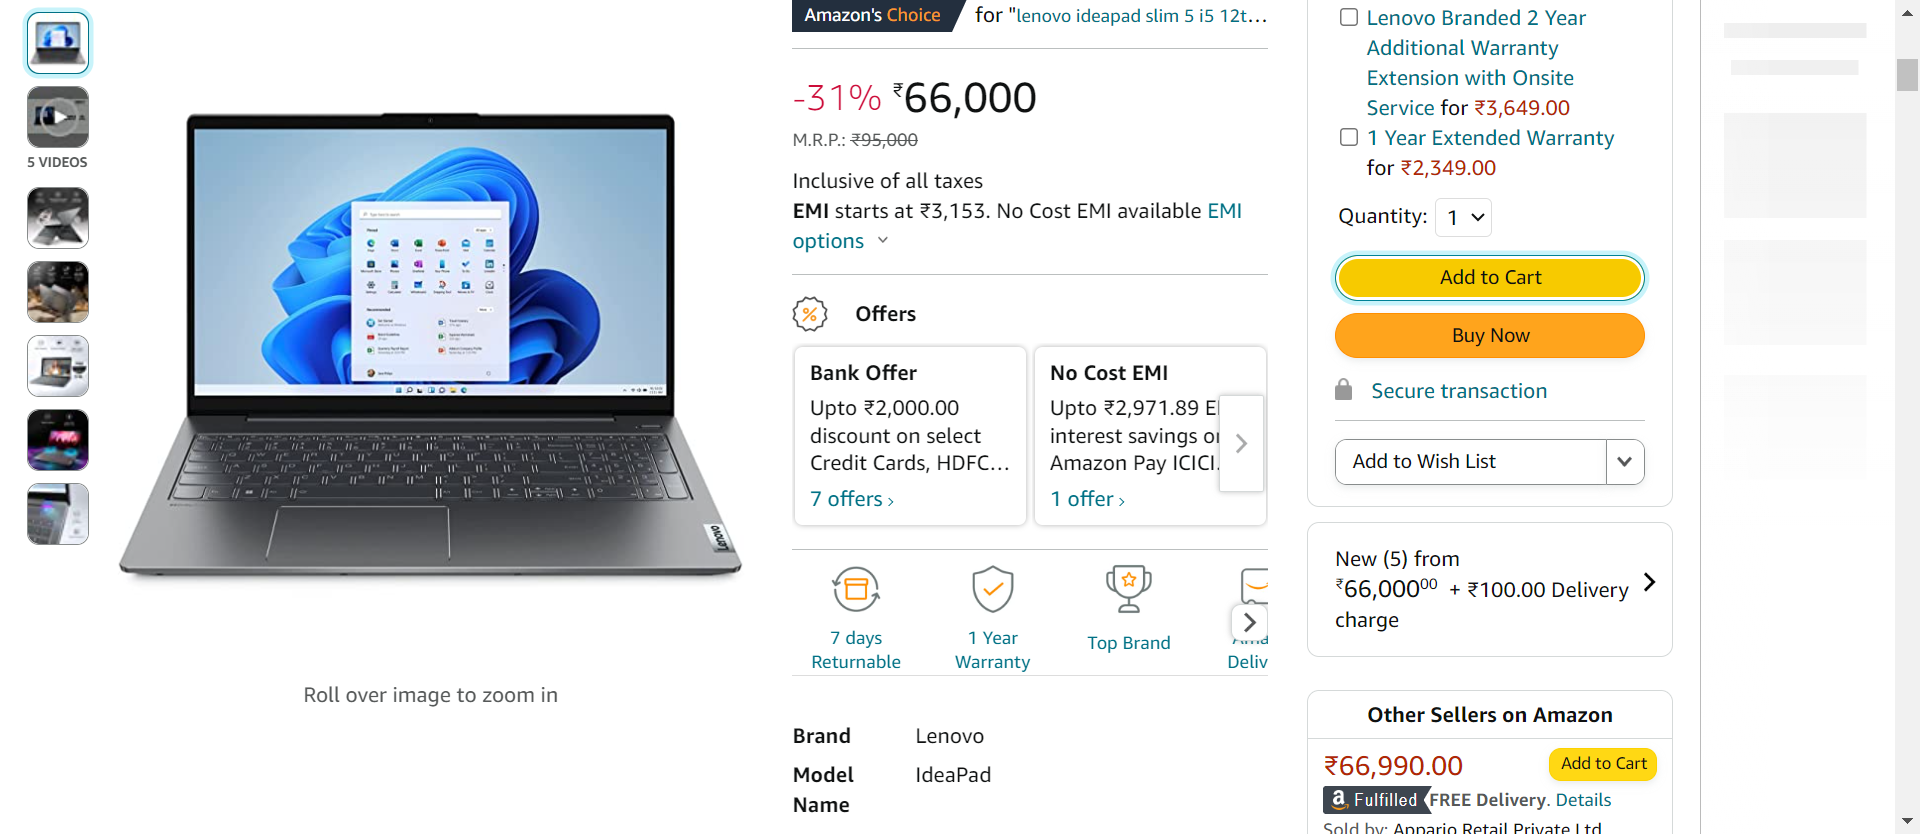 5 VIDEOS
Roll over image to zoom in
Lenovo
Amazon's Choice for "lenovo ideapad slim 5 i5 12t...
-31% ₹66,000
M.R.P.: ₹95,000
Inclusive of all taxes
EMI starts at ₹3,153. No Cost EMI available EMI
options
Offers
Bank Offer
Upto ₹2,000.00
discount on select
Credit Cards, HDFC...
7 offers ›
No Cost EMI
Upto ₹2,971.89 EI
interest savings or
Amazon Pay ICICI.
1 offer ›
7 days
Returnable
1 Year
Warranty
Top Brand
Deliv
Brand Lenovo
Model IdeaPad
Name
Lenovo Branded 2 Year
Additional Warranty
Extension with Onsite
Service for ₹3,649.00
1 Year Extended Warranty
for ₹2,349.00
Quantity: 1
Add to Cart
Buy Now
Secure transaction
Add to Wish List
New (5) from
₹66,000⁰⁰ + ₹100.00 Delivery
charge
Other Sellers on Amazon
₹66,990.00 Add to Cart
a Fulfilled FREE Delivery. Details
Sold by: Appario Retail Private Ltd